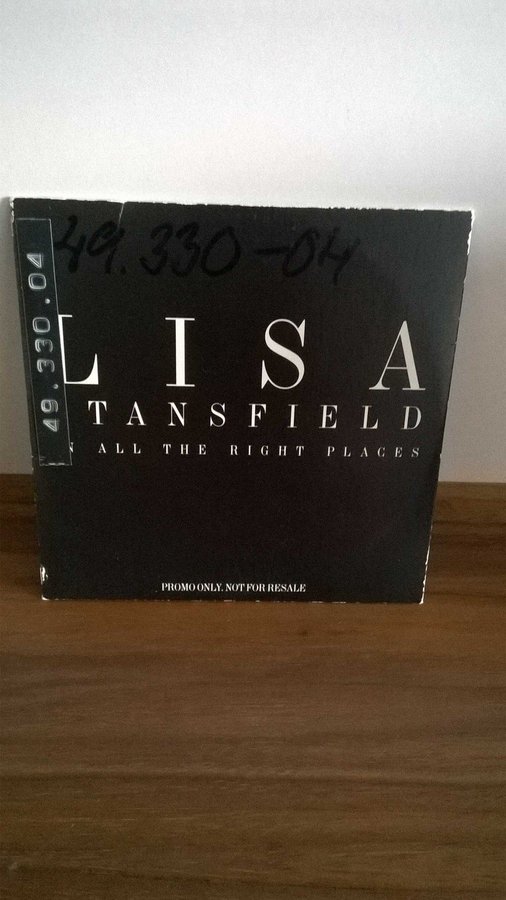 49.330-04
49.330.04
LISA
TANSFIELD
N ALL THE RIGHT PLACES
PROMO ONLY. NOT FOR RESALE